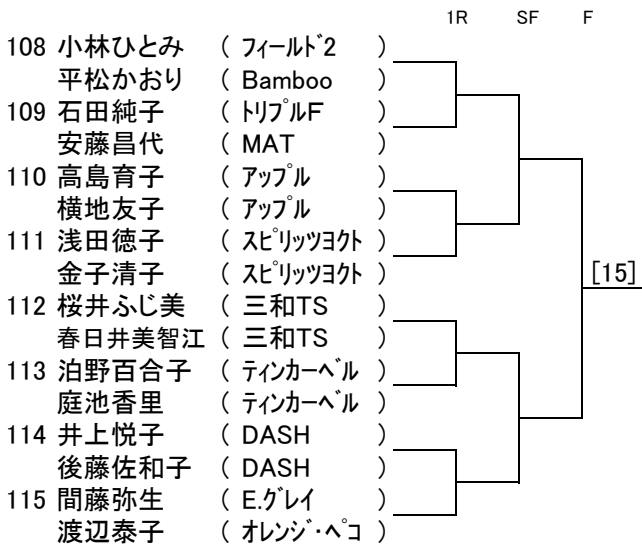 1R SF F
108 小林ひとみ ( フィールド2 )
平松かおり ( Bamboo )
109 石田純子 ( トリプルF )
安藤昌代 ( MAT )
110 高島育子 ( アップル )
横地友子 ( アップル )
111 浅田徳子 ( スピリッツヨクト )
金子清子 ( スピリッツヨクト )
[15]
112 桜井ふじ美 ( 三和TS )
春日井美智江 ( 三和TS )
113 泊野百合子 ( ティンカーベル )
庭池香里 ( ティンカーベル )
114 井上悦子 ( DASH )
後藤佐和子 ( DASH )
115 間藤弥生 ( E.グレイ )
渡辺泰子 ( オレンジ・ペコ )